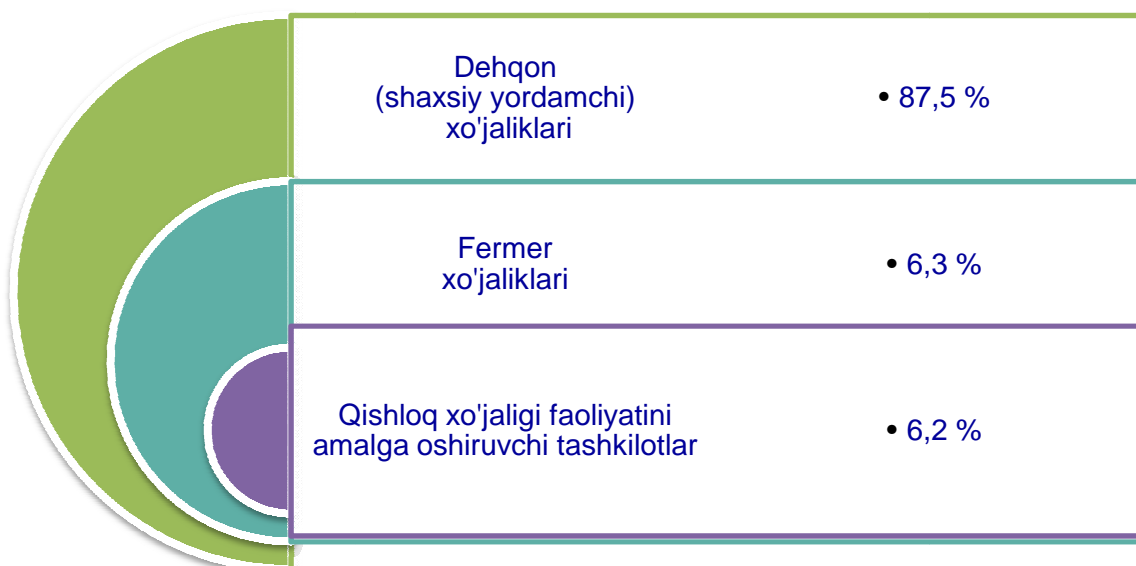 Dehqon
(shaxsiy yordamchi)
xo'jaliklari
• 87,5 %
Fermer
xo'jaliklari
• 6,3 %
Qishloq xo'jaligi faoliyatini
amalga oshiruvchi tashkilotlar
• 6,2 %